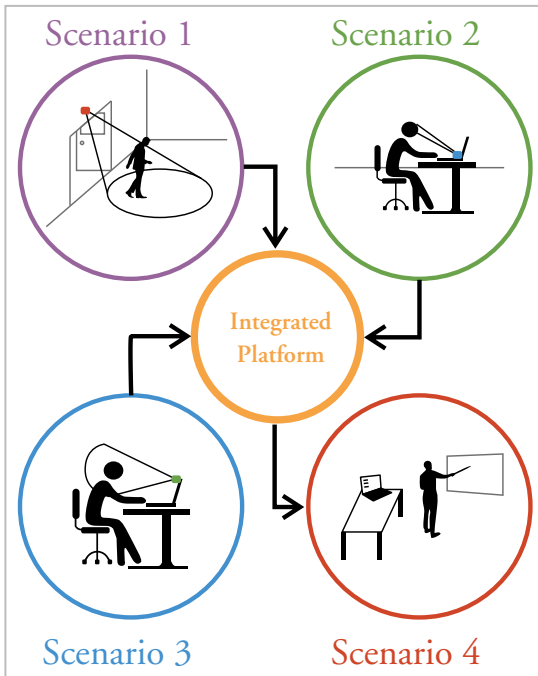 Scenario 1
Scenario 2
Integrated
Platform
Scenario 3
Scenario 4